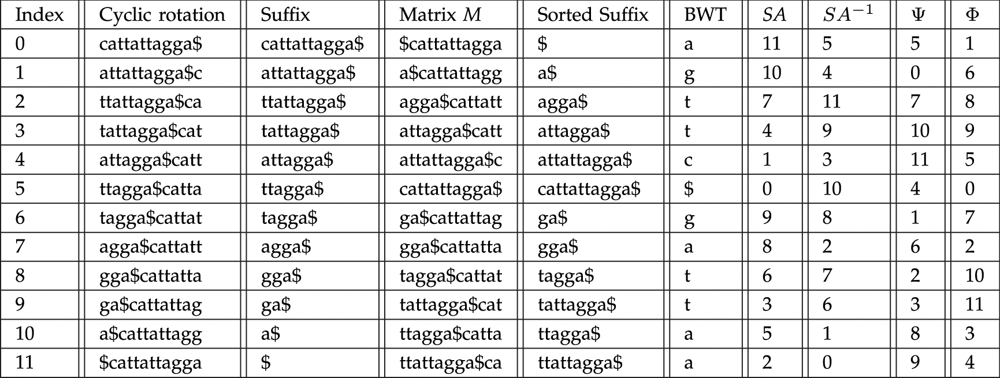 Index Cyclic rotation Suffix Matrix M Sorted Suffix BWT SA SA⁻¹ Ψ Φ
0 cattattagga$ cattattagga$ $cattattagga $ a 11 5 5 1
1 attattagga$c attattagga$ a$cattattagg a$ g 10 4 0 6
2 ttattagga$ca ttattagga$ agga$cattatt agga$ t 7 11 7 8
3 tattagga$cat tattagga$ attagga$catt attagga$ t 4 9 10 9
4 attagga$catt attagga$ attattagga$c attattagga$ c 1 3 11 5
5 ttagga$catta ttagga$ cattattagga$ cattattagga$ $ 0 10 4 0
6 tagga$cattat tagga$ ga$cattattag ga$ g 9 8 1 7
7 agga$cattatt agga$ gga$cattatta gga$ a 8 2 6 2
8 gga$cattatta gga$ tagga$cattat tagga$ t 6 7 2 10
9 ga$cattattag ga$ tattagga$cat tattagga$ t 3 6 3 11
10 a$cattattagg a$ ttagga$catta ttagga$ a 5 1 8 3
11 $cattattagga $ ttattagga$ca ttattagga$ a 2 0 9 4